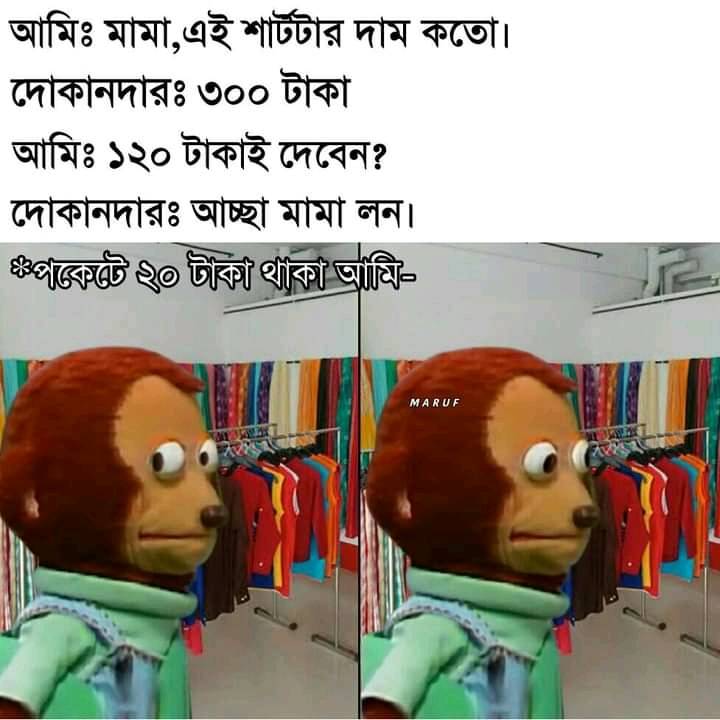 আমিঃ মামা,এই শার্টটার দাম কতো।
দোকানদারঃ ৩০০ টাকা
আমিঃ ১২০ টাকাই দেবেন?
দোকানদারঃ আচ্ছা মামা লন।
*পকেটে ২০ টাকা থাকা আমি-
MARUF